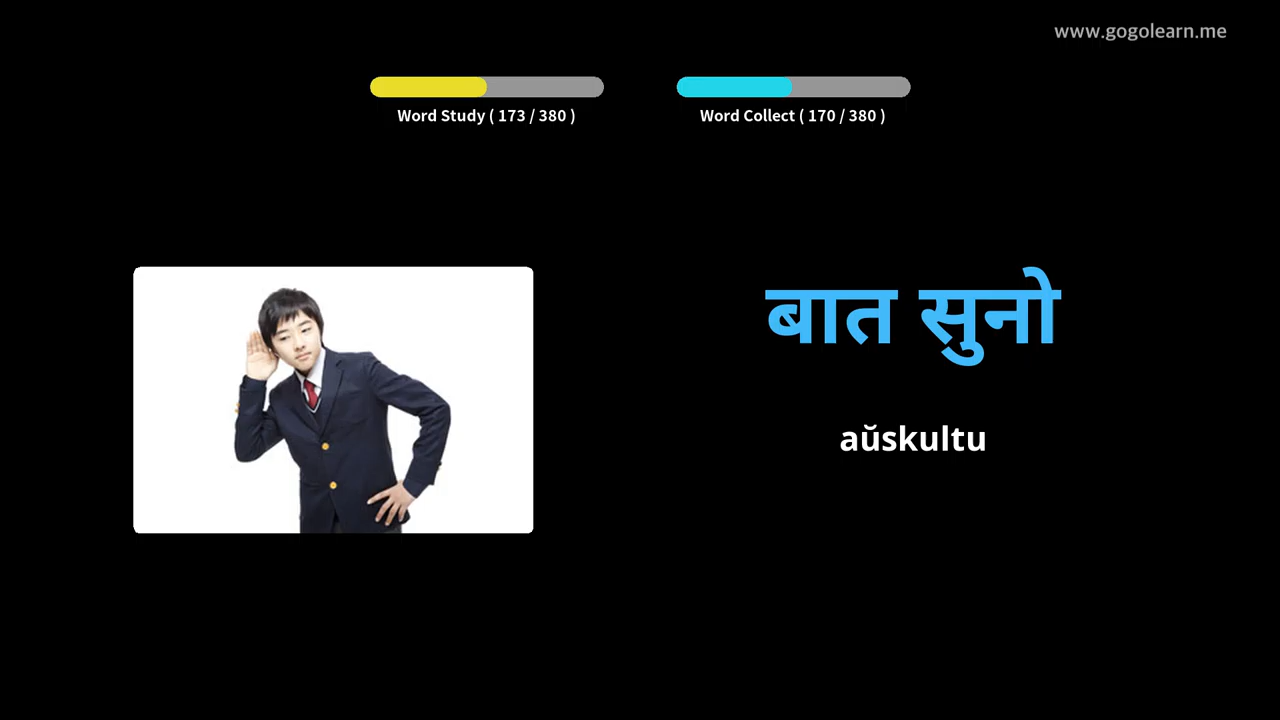 www.gogolearn.me
Word Study ( 173 / 380 )
Word Collect ( 170 / 380 )
बात सुनो
aŭskultu